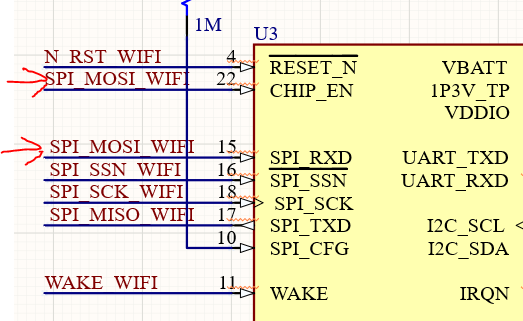 1M
U3
N_RST_WIFI 4 RESET_N VBATT
SPI_MOSI_WIFI 22 CHIP_EN 1P3V_TP
VDDIO
SPI_MOSI_WIFI 15 SPI_RXD UART_TXD
SPI_SSN_WIFI 16 SPI_SSN UART_RXD
SPI_SCK_WIFI 18 SPI_SCK
SPI_MISO_WIFI 17 SPI_TXD I2C_SCL
10 SPI_CFG I2C_SDA
WAKE_WIFI 11 WAKE IRQN